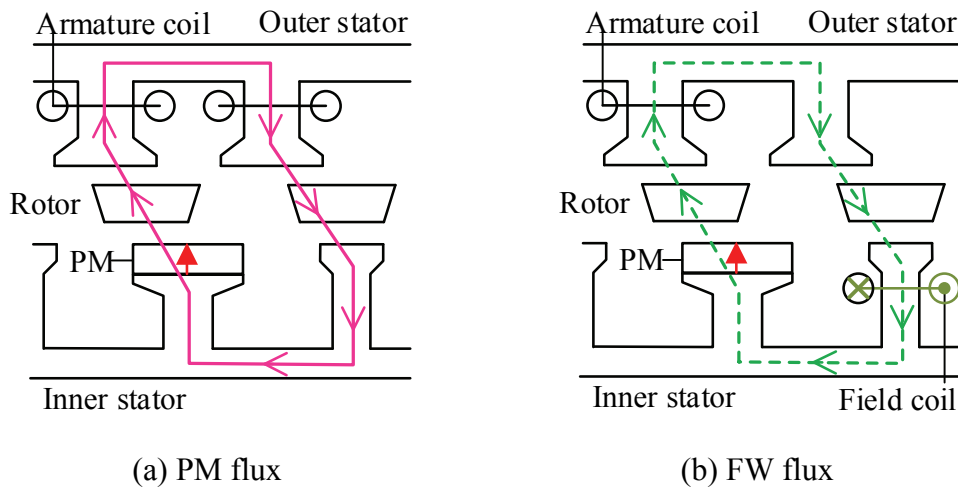 Armature coil Outer stator
Rotor
PM
Inner stator
(a) PM flux
Armature coil Outer stator
Rotor
PM
Inner stator Field coil
(b) FW flux